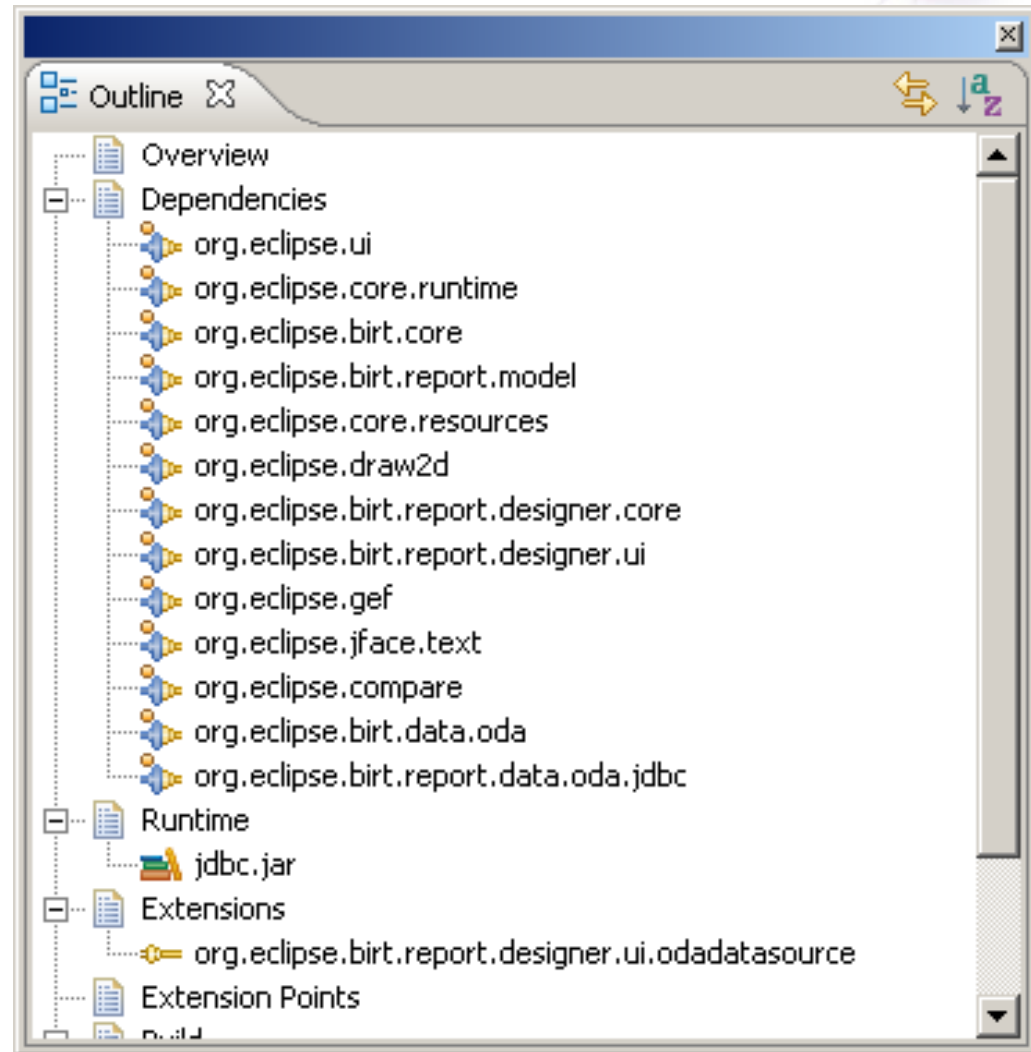 Outline
a
z
Overview
Dependencies
org.eclipse.ui
org.eclipse.core.runtime
org.eclipse.birt.core
org.eclipse.birt.report.model
org.eclipse.core.resources
org.eclipse.draw2d
org.eclipse.birt.report.designer.core
org.eclipse.birt.report.designer.ui
org.eclipse.gef
org.eclipse.jface.text
org.eclipse.compare
org.eclipse.birt.data.oda
org.eclipse.birt.report.data.oda.jdbc
Runtime
jdbc.jar
Extensions
org.eclipse.birt.report.designer.ui.odadatasource
Extension Points
Build